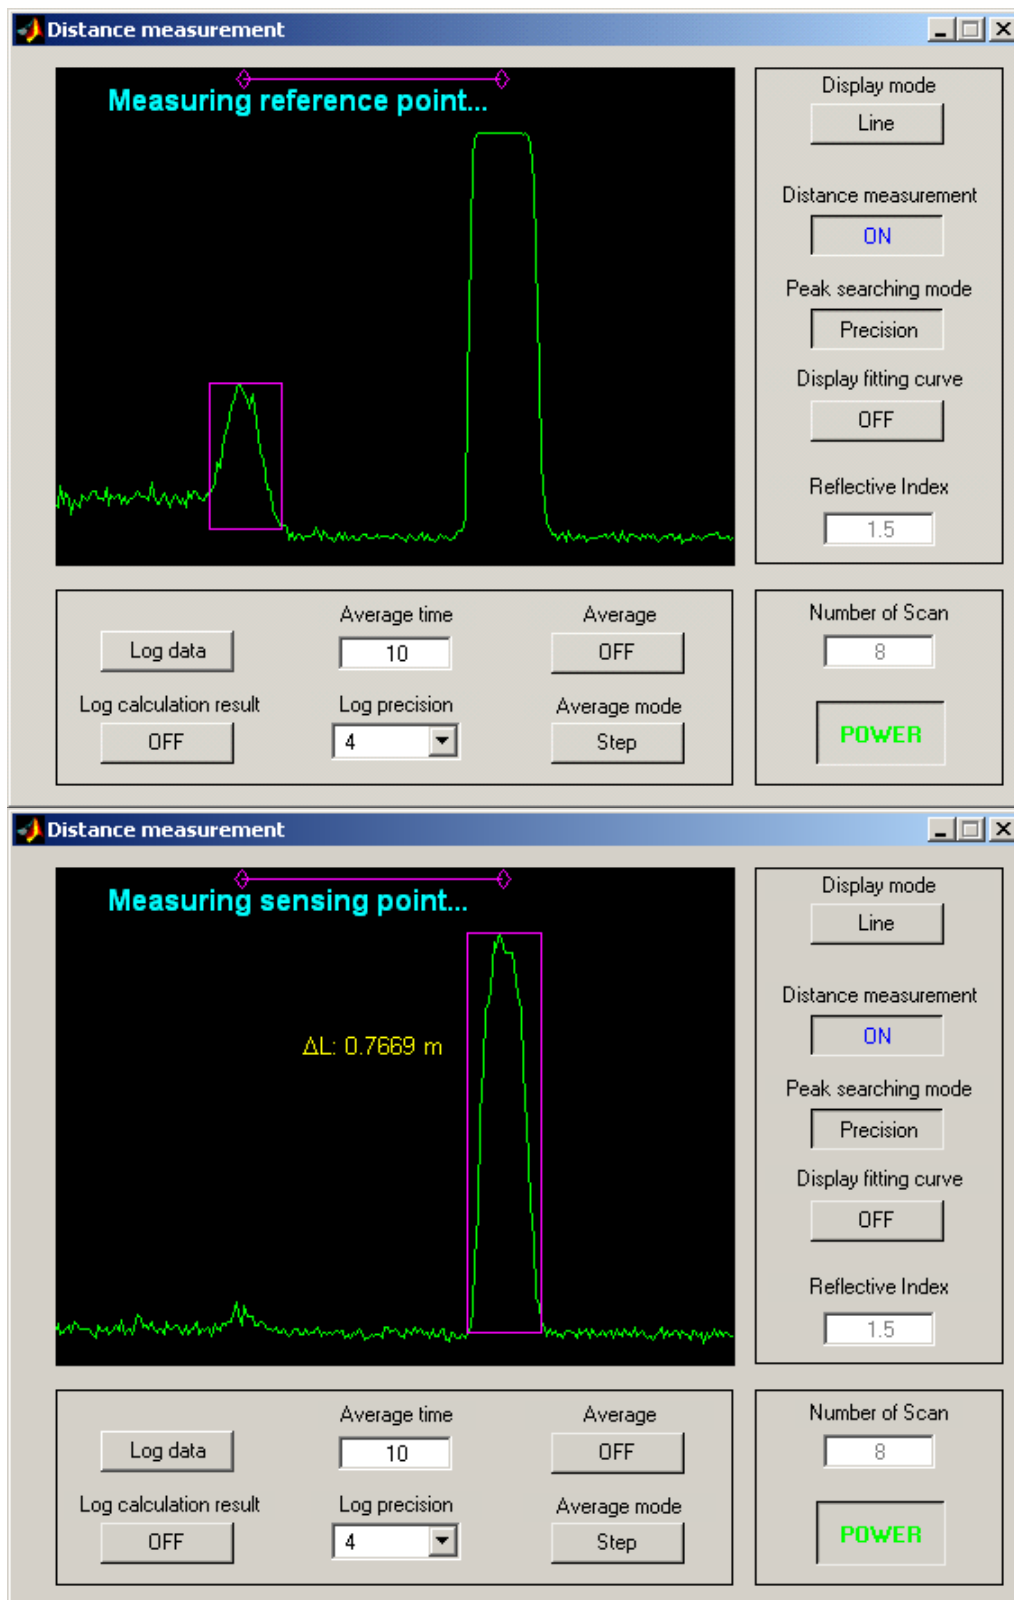 Distance measurement
Measuring reference point...
Display mode
Line
Distance measurement
ON
Peak searching mode
Precision
Display fitting curve
OFF
Reflective Index
1.5
Log data
Average time
10
Average
OFF
Log calculation result
OFF
Log precision
4
Average mode
Step
Number of Scan
8
POWER
Distance measurement
Measuring sensing point...
ΔL: 0.7669 m
Display mode
Line
Distance measurement
ON
Peak searching mode
Precision
Display fitting curve
OFF
Reflective Index
1.5
Log data
Average time
10
Average
OFF
Log calculation result
OFF
Log precision
4
Average mode
Step
Number of Scan
8
POWER